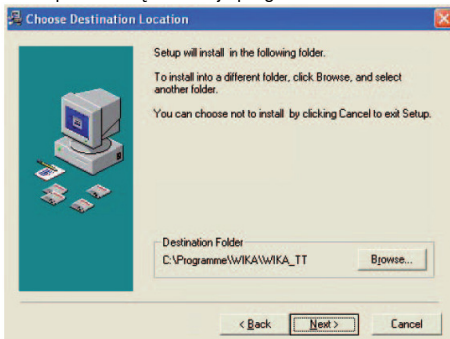 Choose Destination Location
Setup will install in the following folder.
To install into a different folder, click Browse, and select
another folder.
You can choose not to install by clicking Cancel to exit Setup.
Destination Folder
C:\Programme\WIKA\WIKA_TT
Browse...
< Back
Next >
Cancel